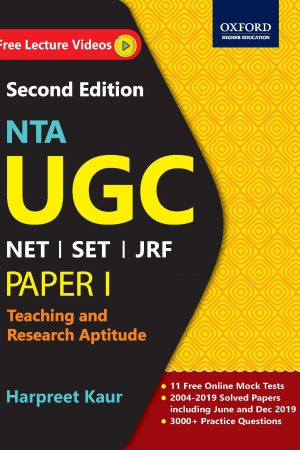 Free Lecture Videos
OXFORD
HIGHER EDUCATION
Second Edition
NTA
UGC
NET | SET | JRF
PAPER I
Teaching and
Research Aptitude
Harpreet Kaur
• 11 Free Online Mock Tests
• 2004-2019 Solved Papers
including June and Dec 2019
• 3000+ Practice Questions